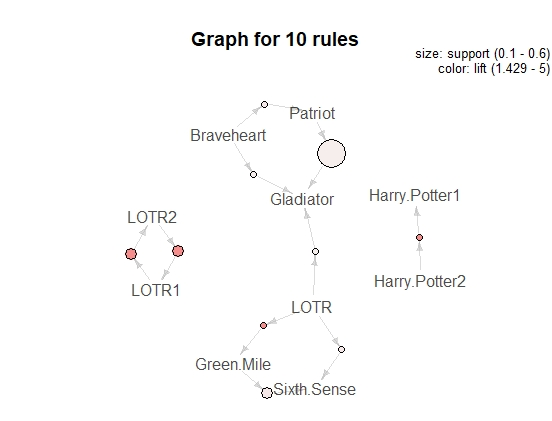 Graph for 10 rules
size: support (0.1 - 0.6)
color: lift (1.429 - 5)
Patriot
Braveheart
Harry.Potter1
Gladiator
LOTR2
Harry.Potter2
LOTR1
LOTR
Green.Mile
Sixth.Sense